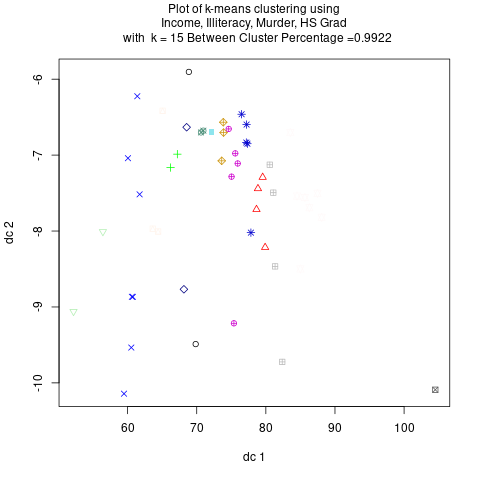 Plot of k-means clustering using
Income, Illiteracy, Murder, HS Grad
with k = 15 Between Cluster Percentage =0.9922
-6
-7
-8
-9
-10
dc 2
60 70 80 90 100
dc 1